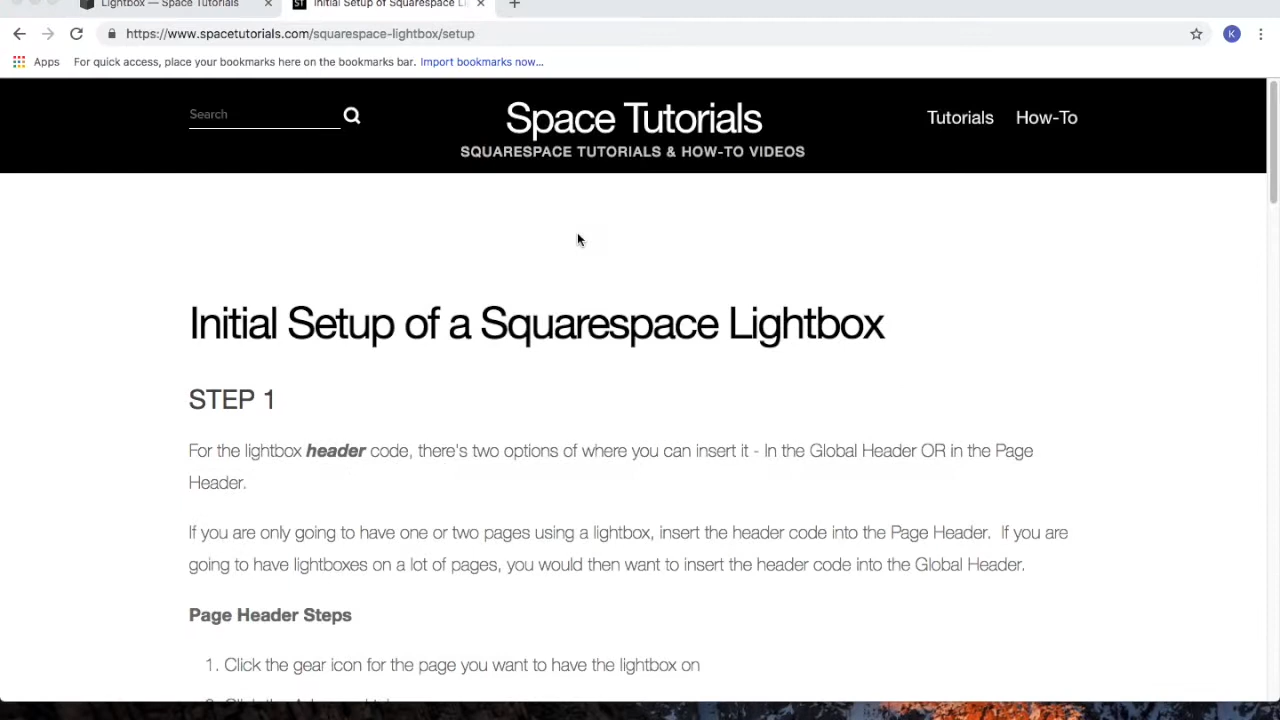 Lightbox — Space Tutorials
Initial Setup of Squarespace Li
https://www.spacetutorials.com/squarespace-lightbox/setup
K
Apps For quick access, place your bookmarks here on the bookmarks bar. Import bookmarks now...
Search
Space Tutorials
SQUARESPACE TUTORIALS & HOW-TO VIDEOS
Tutorials How-To
Initial Setup of a Squarespace Lightbox
STEP 1
For the lightbox header code, there's two options of where you can insert it - In the Global Header OR in the Page
Header.
If you are only going to have one or two pages using a lightbox, insert the header code into the Page Header. If you are
going to have lightboxes on a lot of pages, you would then want to insert the header code into the Global Header.
Page Header Steps
1. Click the gear icon for the page you want to have the lightbox on